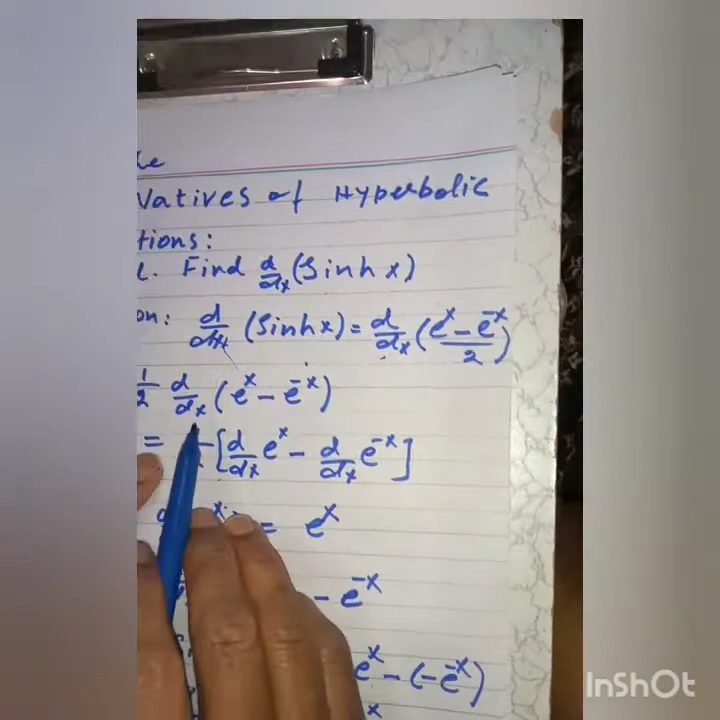 vatives of Hyperbolic
tions:
. Find d/dx (Sinh x)
on: d/dx (Sinh x) = d/dx (e^x - e^-x / 2)
1/2 d/dx (e^x - e^-x)
= [d/dx e^x - d/dx e^-x]
= e^x
- e^-x
e^x - (-e^-x)
x
InShOt